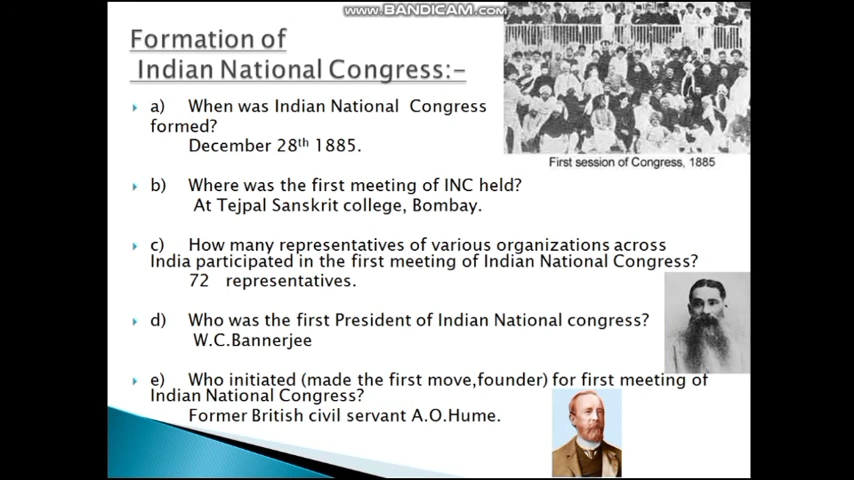 www.BANDICAM.com
Formation of
Indian National Congress:-
a) When was Indian National Congress
formed?
December 28th 1885.
First session of Congress, 1885
b) Where was the first meeting of INC held?
At Tejpal Sanskrit college, Bombay.
c) How many representatives of various organizations across
India participated in the first meeting of Indian National Congress?
72 representatives.
d) Who was the first President of Indian National congress?
W.C.Bannerjee
e) Who initiated (made the first move,founder) for first meeting of
Indian National Congress?
Former British civil servant A.O.Hume.